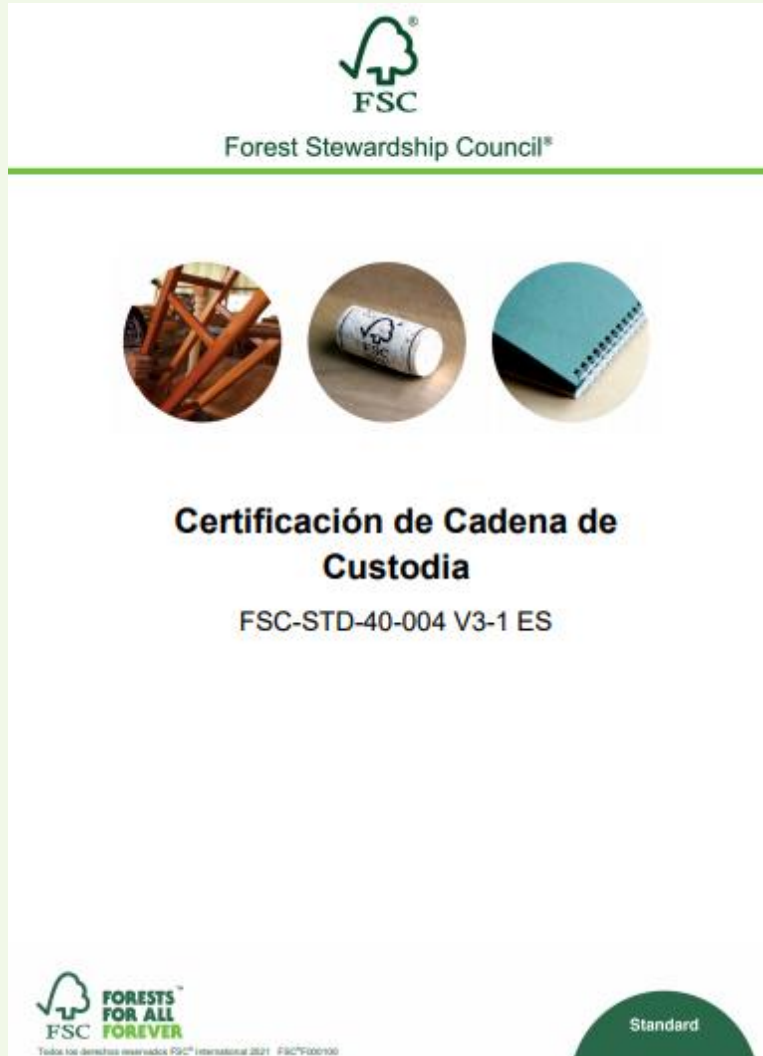 FSC
Forest Stewardship Council®
FSC
Certificación de Cadena de
Custodia
FSC-STD-40-004 V3-1 ES
FORESTS™
FOR ALL
FOREVER
FSC
Standard
Todos los derechos reservados FSC® International 2021 FSC®F000100